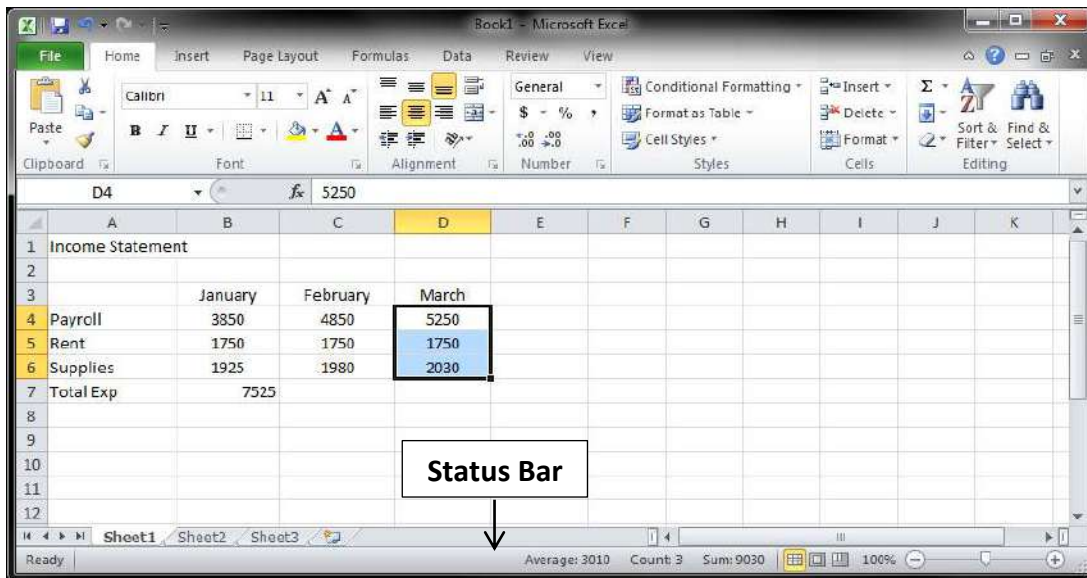 Book1 - Microsoft Excel
File Home Insert Page Layout Formulas Data Review View
Paste
Clipboard
Calibri 11 A A
B I U A
Font
Alignment
General
$ - % ,
.0 .00
.00 .0
Number
Conditional Formatting
Format as Table
Cell Styles
Styles
Insert
Delete
Format
Cells
Σ
A
Z
Sort & Filter
Find & Select
Editing
D4 fx 5250
A B C D E F G H I J K
1 Income Statement
2
3 January February March
4 Payroll 3850 4850 5250
5 Rent 1750 1750 1750
6 Supplies 1925 1980 2030
7 Total Exp 7525
8
9
10
11
12
Status Bar
Sheet1 Sheet2 Sheet3
Ready Average: 3010 Count: 3 Sum: 9030 100%